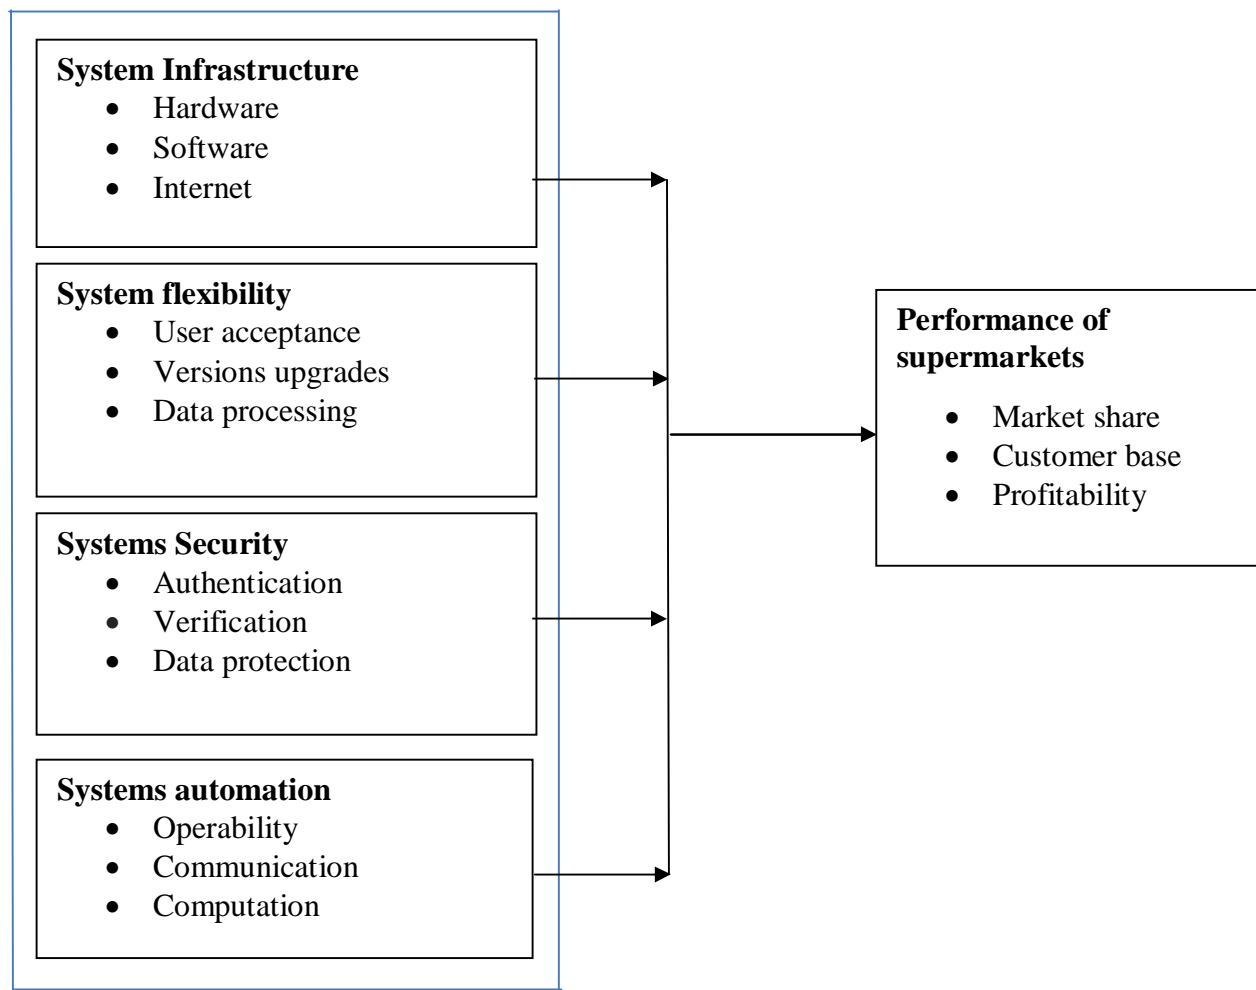 System Infrastructure
• Hardware
• Software
• Internet
System flexibility
• User acceptance
• Versions upgrades
• Data processing
Systems Security
• Authentication
• Verification
• Data protection
Systems automation
• Operability
• Communication
• Computation
Performance of
supermarkets
• Market share
• Customer base
• Profitability